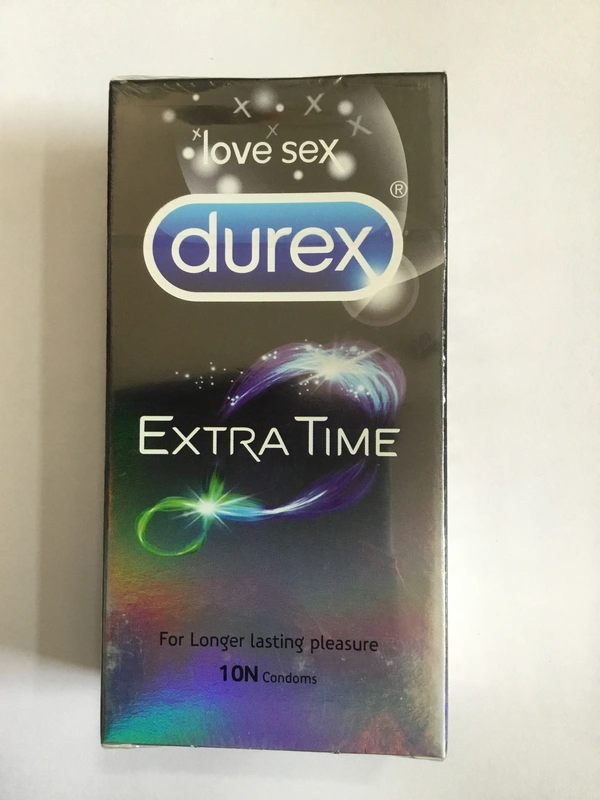 love sex
durex®
EXTRA TIME
For Longer lasting pleasure
10N Condoms